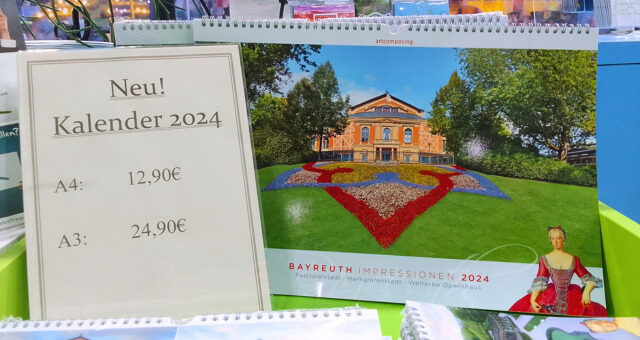 Neu!
Kalender 2024
A4: 12,90€
A3: 24,90€
artcomposing
BAYREUTH IMPRESSIONEN 2024
Festspielstadt · Markgrafenstadt · Welterbe Opernhaus